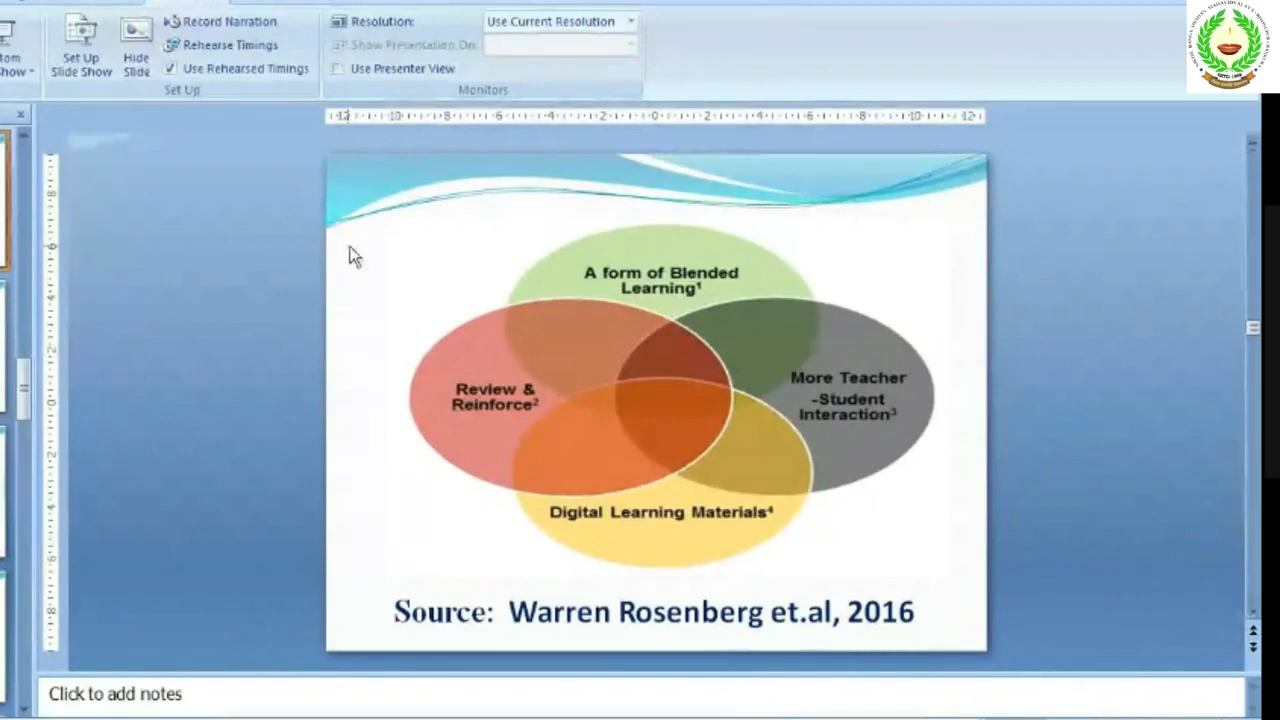 Record Narration
Rehearse Timings
Use Rehearsed Timings
Set Up
Slide Show
Hide
Slide
Set Up
Resolution:
Use Current Resolution
Show Presentation On:
Use Presenter View
Monitors
A form of Blended
Learning¹
Review &
Reinforce²
More Teacher
-Student
Interaction³
Digital Learning Materials⁴
Source: Warren Rosenberg et.al, 2016
Click to add notes